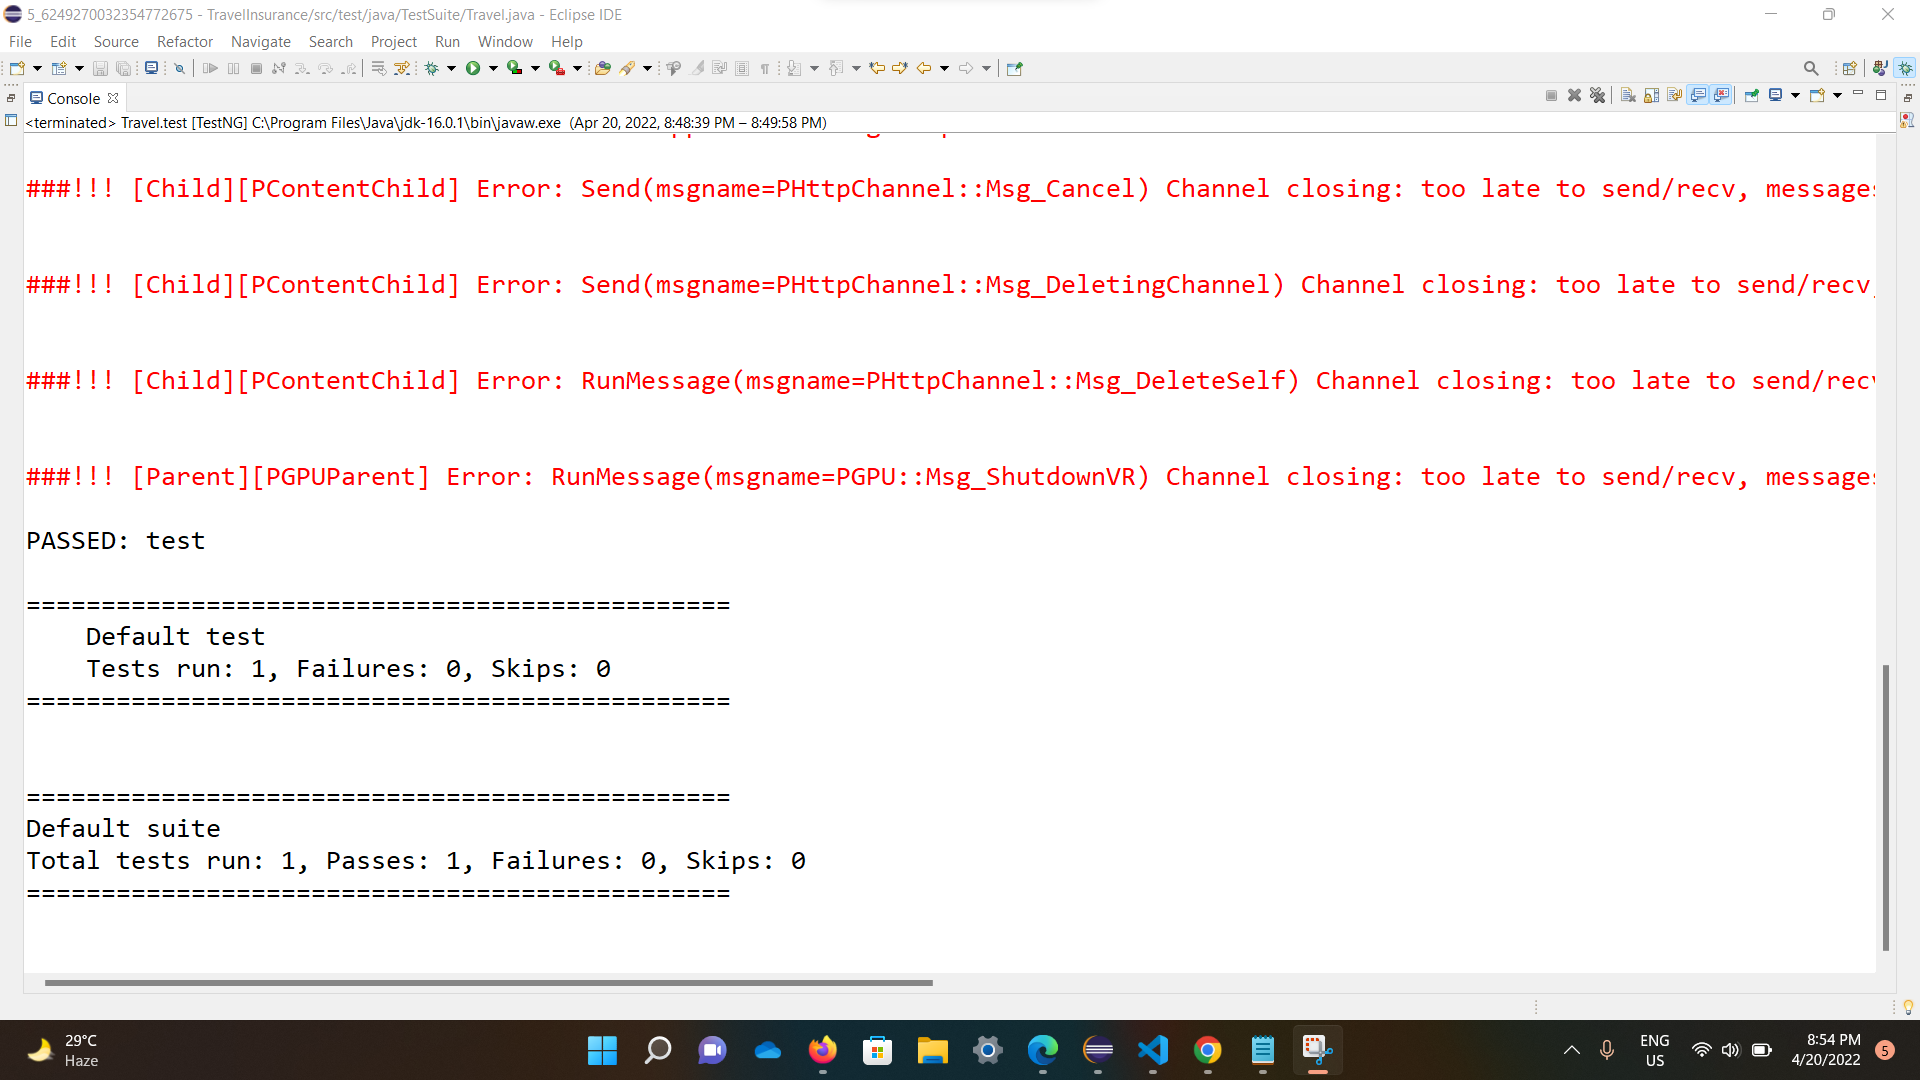 5_6249270032354772675 - TravelInsurance/src/test/java/TestSuite/Travel.java - Eclipse IDE
File Edit Source Refactor Navigate Search Project Run Window Help
Console
<terminated> Travel.test [TestNG] C:\Program Files\Java\jdk-16.0.1\bin\javaw.exe (Apr 20, 2022, 8:48:39 PM – 8:49:58 PM)
###!!! [Child][PContentChild] Error: Send(msgname=PHttpChannel::Msg_Cancel) Channel closing: too late to send/recv, messages
###!!! [Child][PContentChild] Error: Send(msgname=PHttpChannel::Msg_DeletingChannel) Channel closing: too late to send/recv,
###!!! [Child][PContentChild] Error: RunMessage(msgname=PHttpChannel::Msg_DeleteSelf) Channel closing: too late to send/recv
###!!! [Parent][PGPUParent] Error: RunMessage(msgname=PGPU::Msg_ShutdownVR) Channel closing: too late to send/recv, messages
PASSED: test
===============================================
Default test
Tests run: 1, Failures: 0, Skips: 0
===============================================
===============================================
Default suite
Total tests run: 1, Passes: 1, Failures: 0, Skips: 0
===============================================
29°C
Haze
ENG
US
8:54 PM
4/20/2022
5